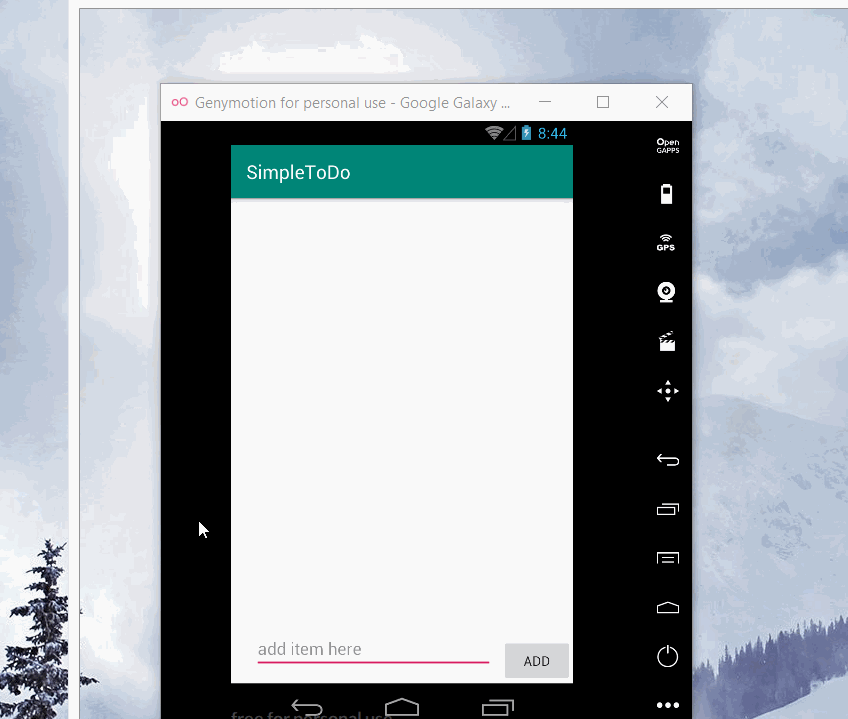 Genymotion for personal use - Google Galaxy ...
8:44
Open
GAPPS
SimpleToDo
GPS
add item here
ADD
free for personal use